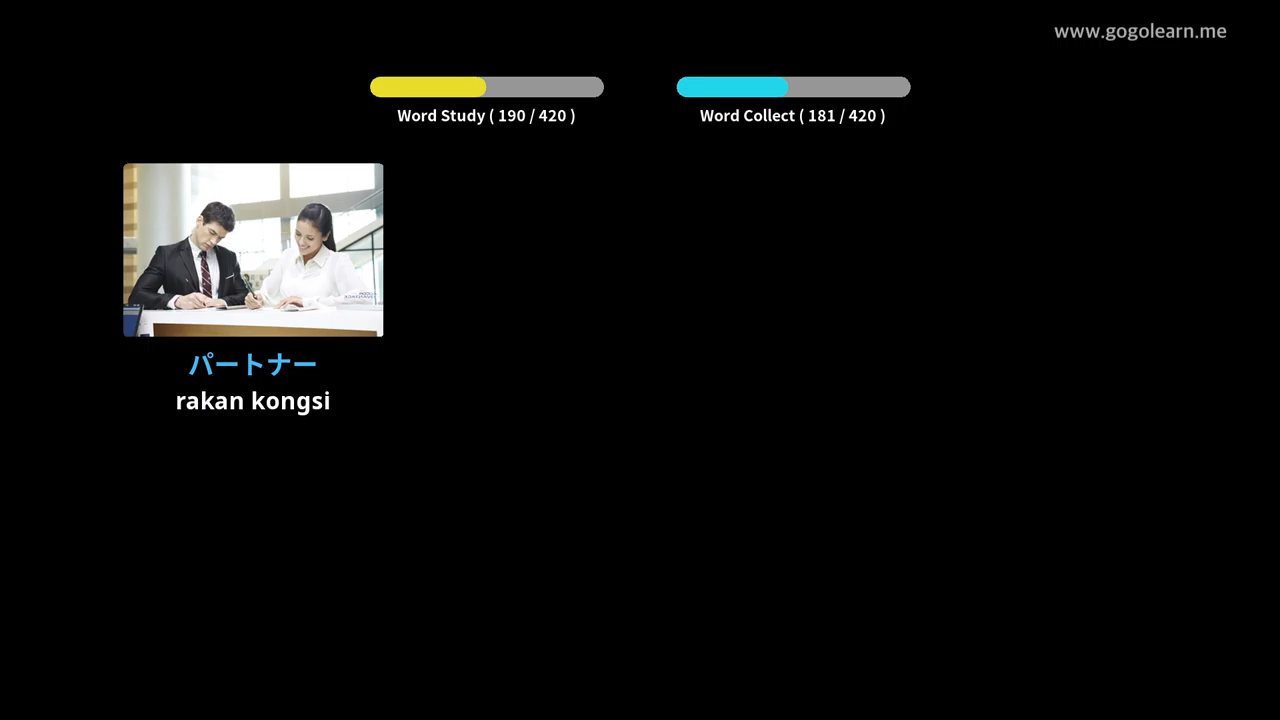 www.gogolearn.me
Word Study ( 190 / 420 )
Word Collect ( 181 / 420 )
パートナー
rakan kongsi